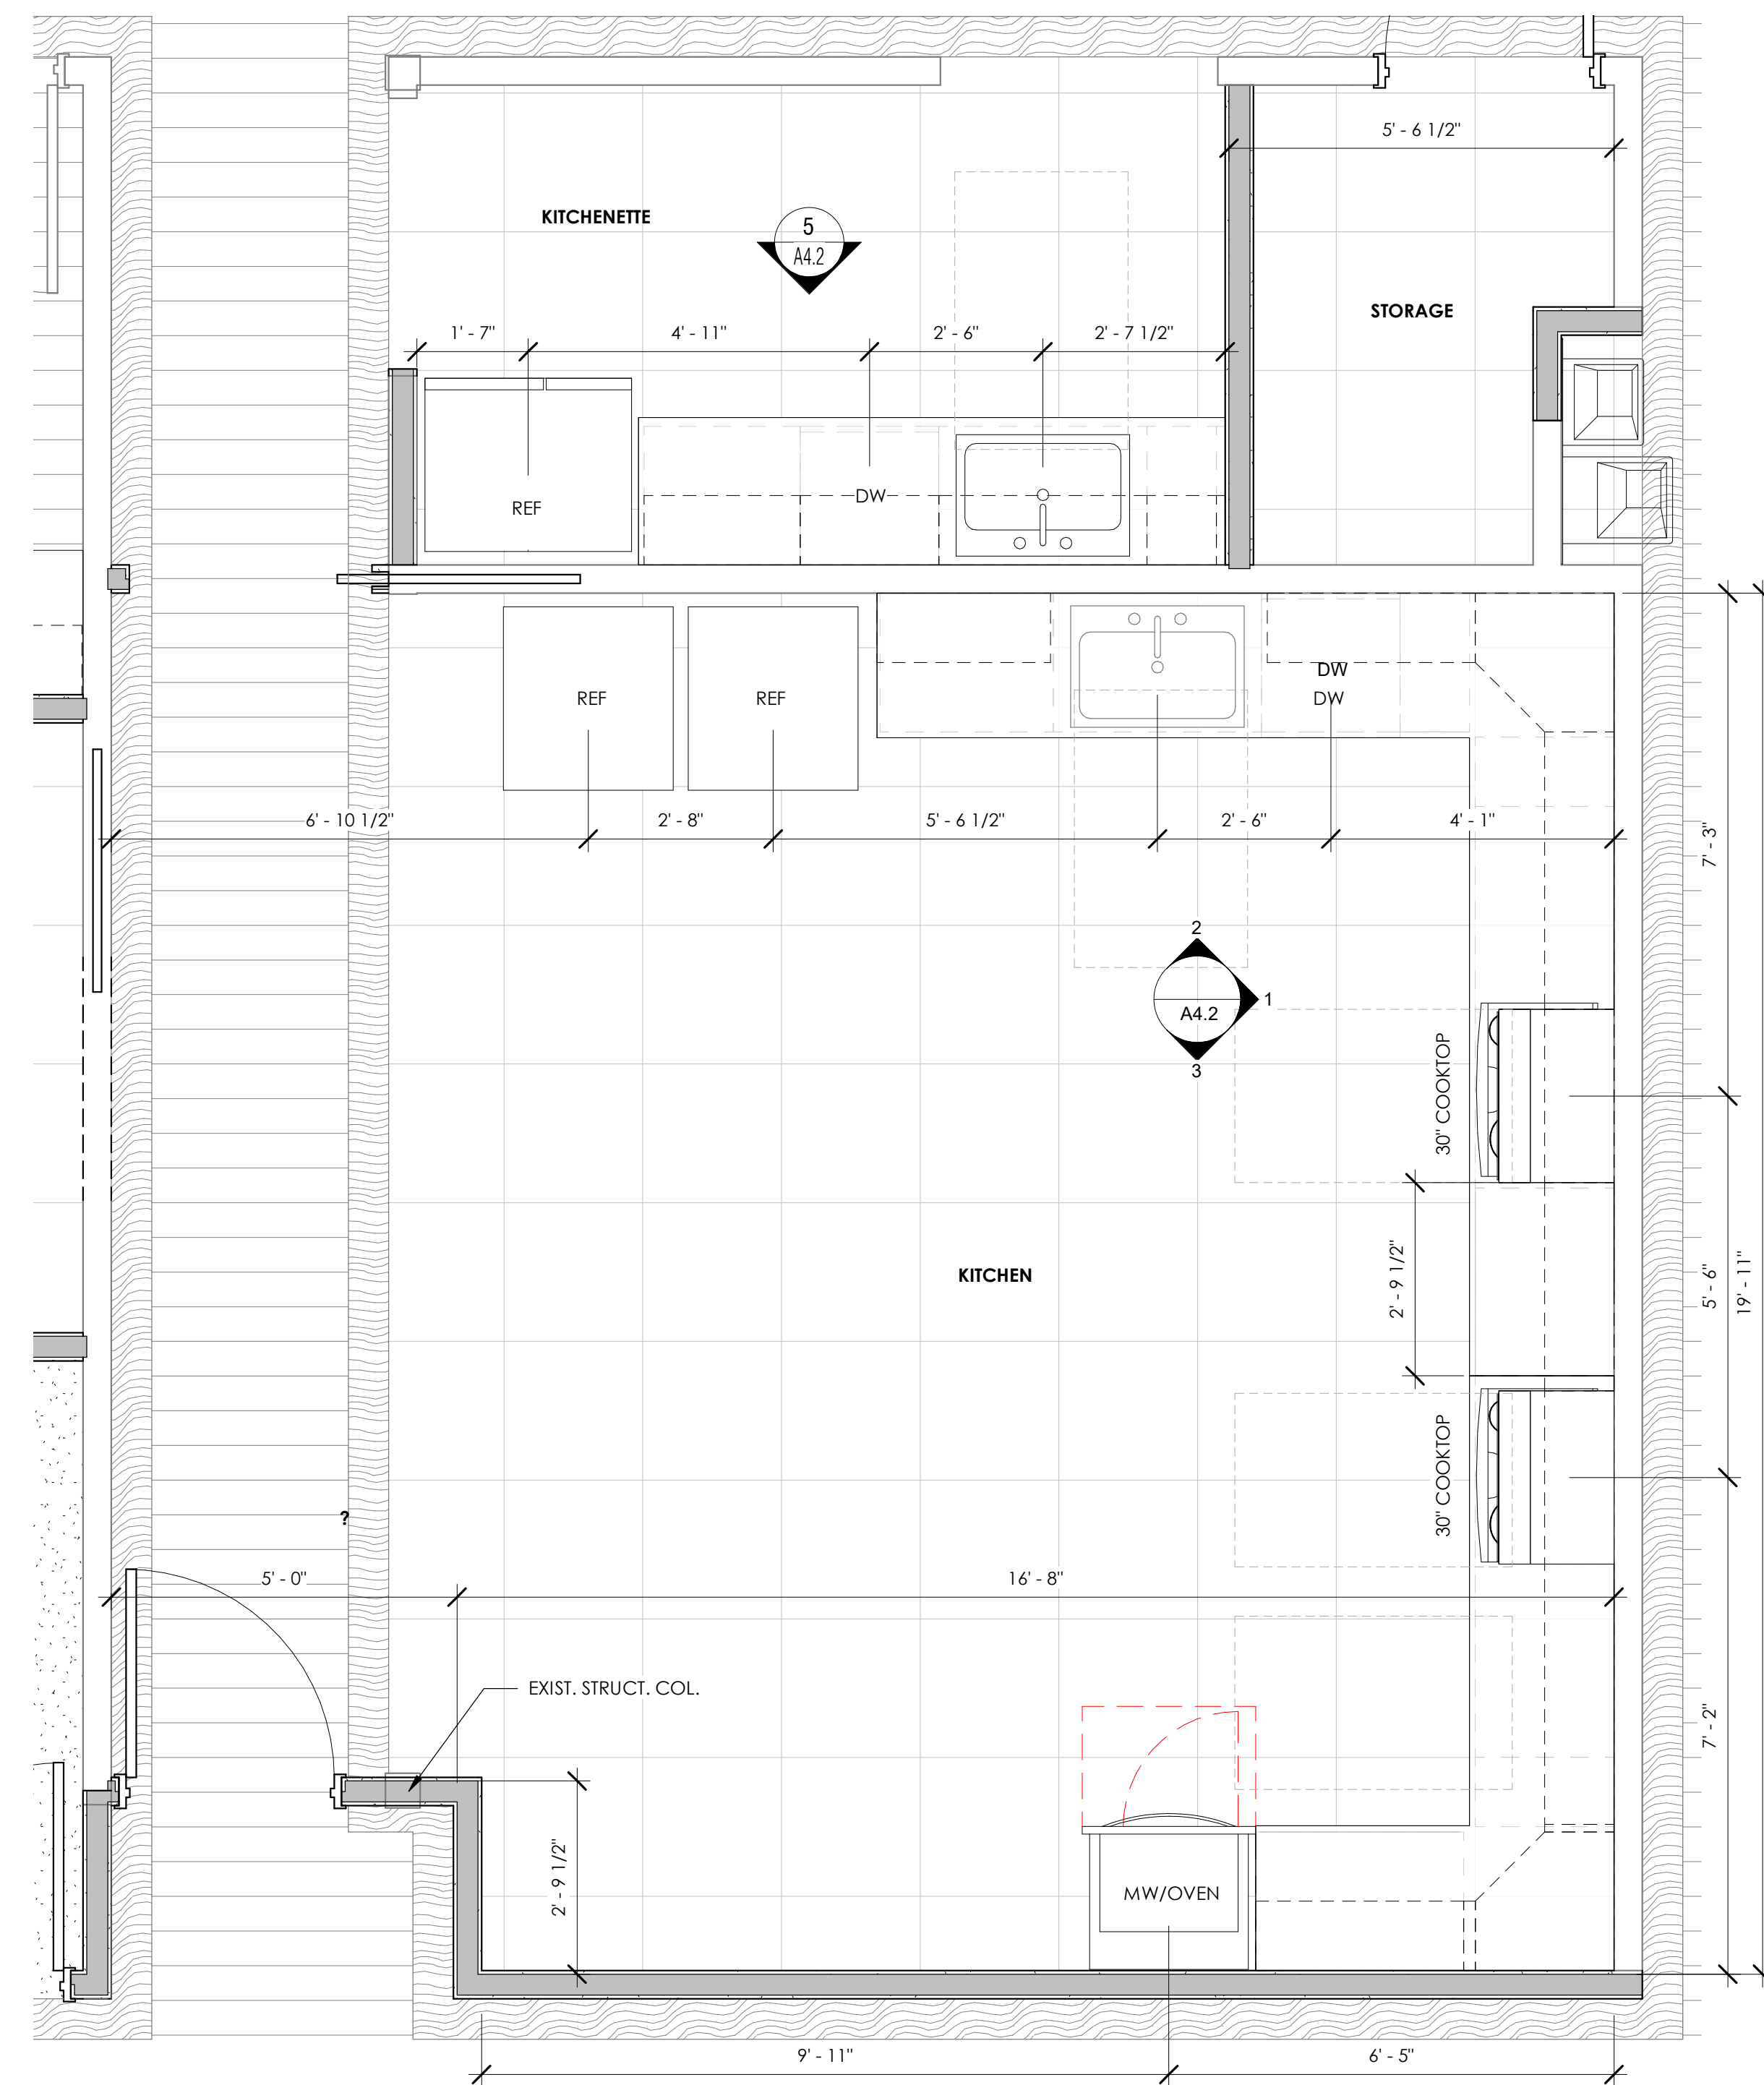 5' - 6 1/2"
KITCHENETTE
5
A4.2
STORAGE
1' - 7"
4' - 11"
2' - 6"
2' - 7 1/2"
REF
DW
REF
REF
DW
DW
6' - 10 1/2"
2' - 8"
5' - 6 1/2"
2' - 6"
4' - 1"
7' - 3"
2
1
A4.2
3
30" COOKTOP
2' - 9 1/2"
KITCHEN
5' - 6"
19' - 11"
30" COOKTOP
?
5' - 0"
16' - 8"
EXIST. STRUCT. COL.
7' - 2"
2' - 9 1/2"
MW/OVEN
9' - 11"
6' - 5"